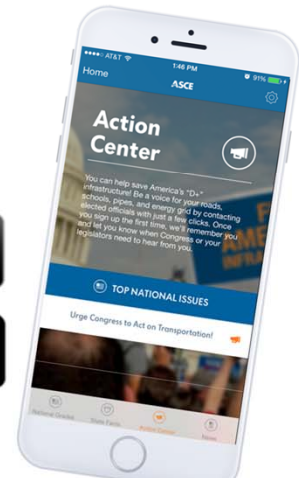 AT&T 1:46 PM 91%
Home ASCE
Action
Center
You can help save America's "D+"
infrastructure! Be a voice for your roads,
schools, pipes, and energy grid by contacting
elected officials with just a few clicks. Once
you sign up the first time, we'll remember you
and let you know when Congress or your
legislators need to hear from you.
TOP NATIONAL ISSUES
Urge Congress to Act on Transportation!
National Grades State Facts Action Center News